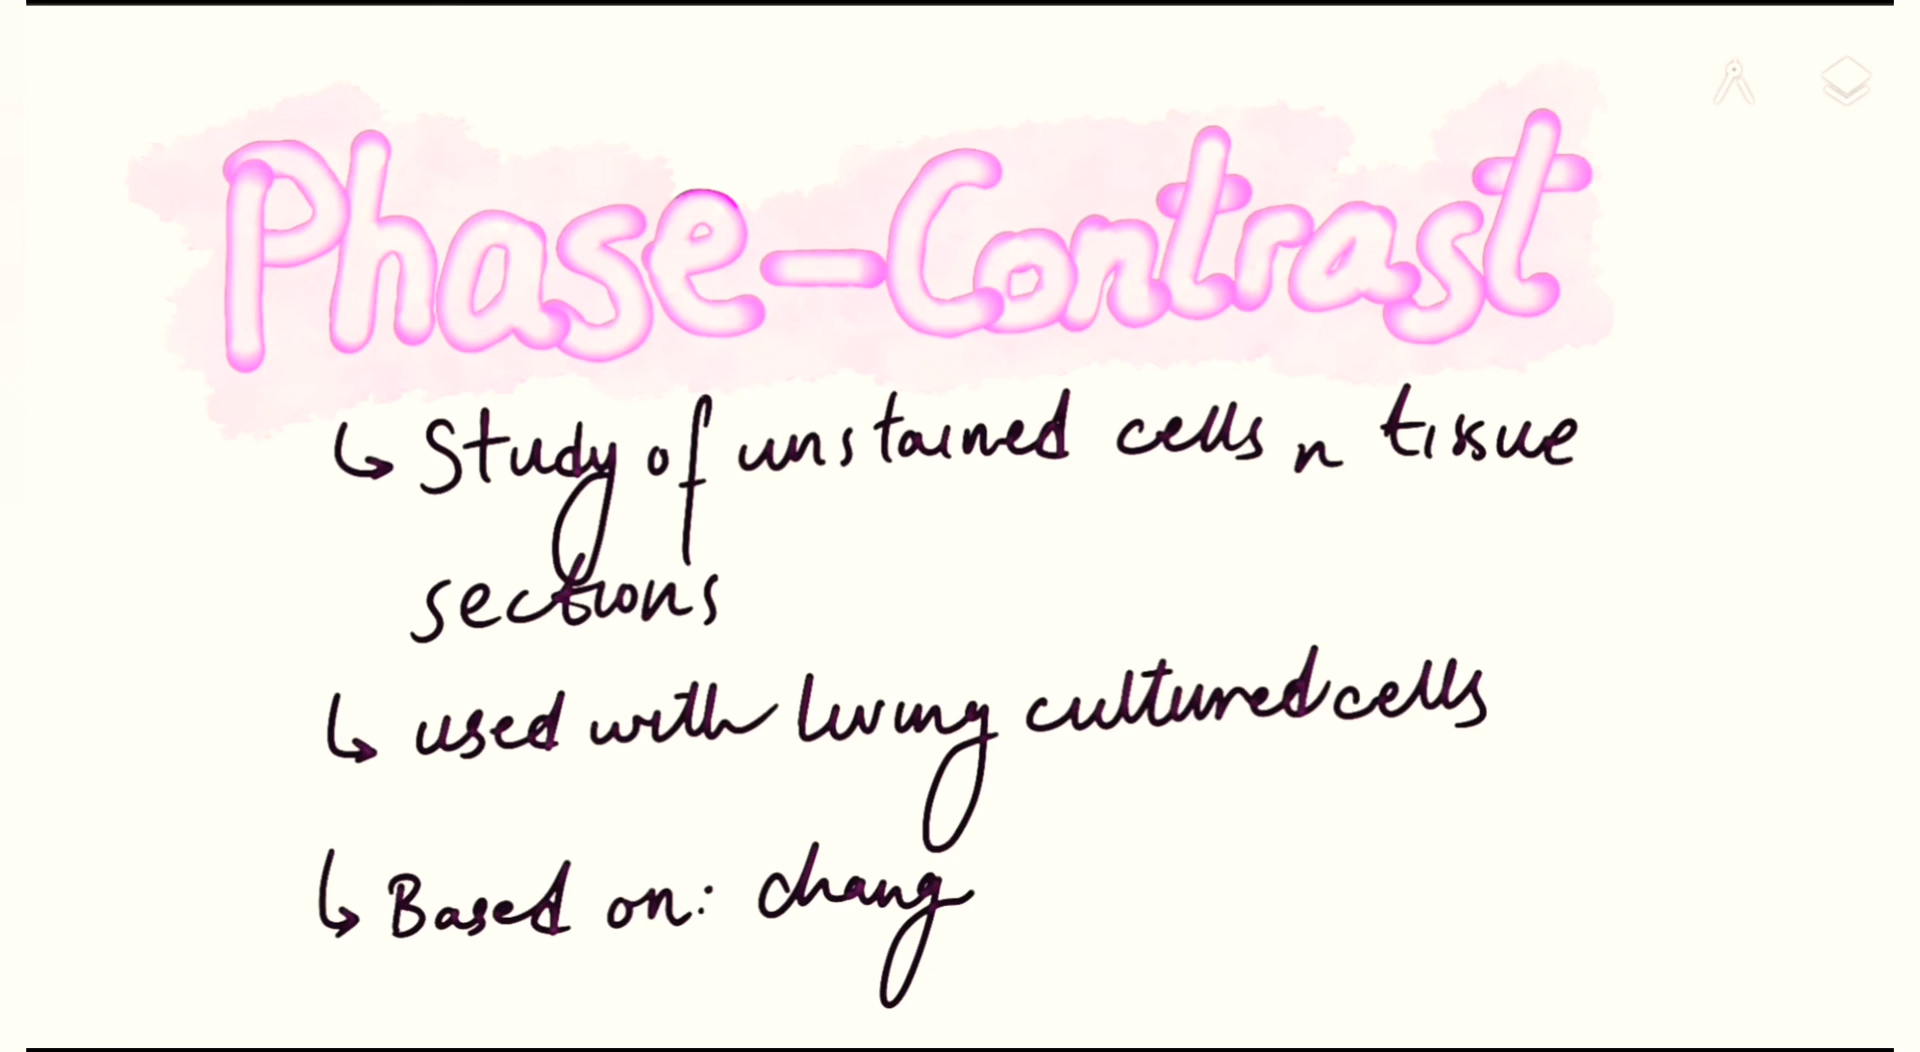 Phase-Contrast
↳ Study of unstained cells n tissue
sections
↳ used with living cultured cells
↳ Based on: chang